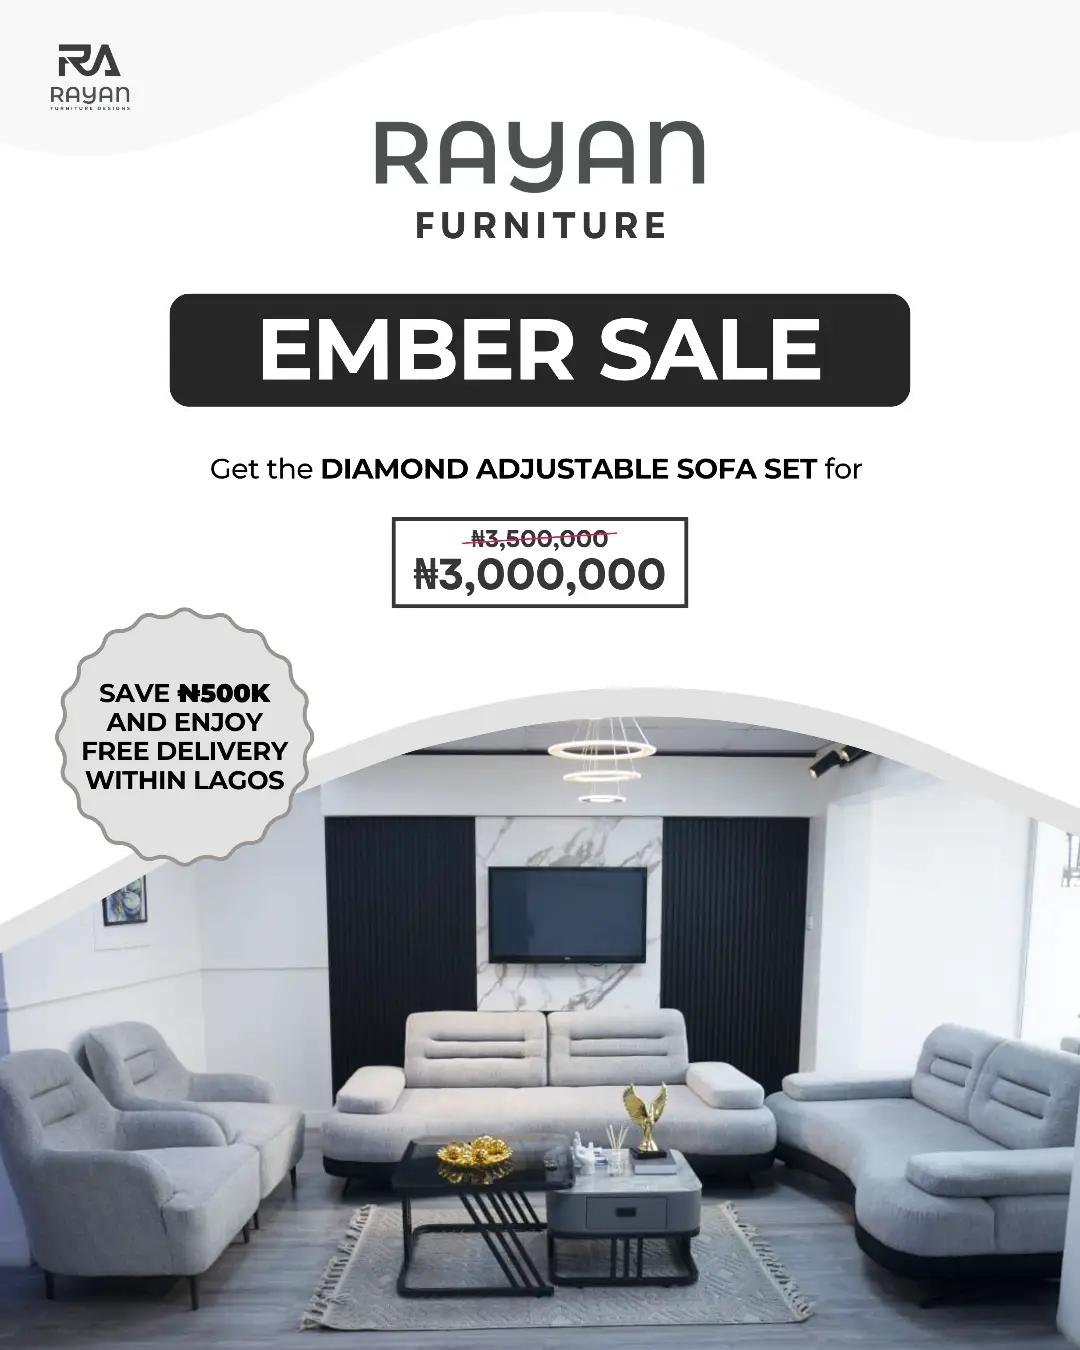 RA
RAYAN
FURNITURE DESIGNS
RAYAN
FURNITURE
EMBER SALE
Get the DIAMOND ADJUSTABLE SOFA SET for
₦3,500,000
₦3,000,000
SAVE ₦500K
AND ENJOY
FREE DELIVERY
WITHIN LAGOS